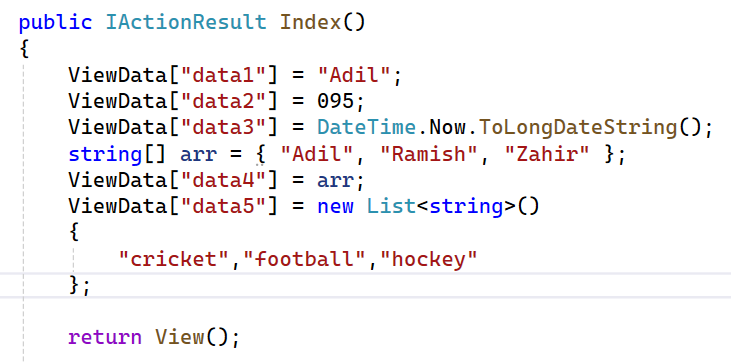 public IActionResult Index()
{
ViewData["data1"] = "Adil";
ViewData["data2"] = 095;
ViewData["data3"] = DateTime.Now.ToLongDateString();
string[] arr = { "Adil", "Ramish", "Zahir" };
ViewData["data4"] = arr;
ViewData["data5"] = new List<string>()
{
"cricket","football","hockey"
};
return View();